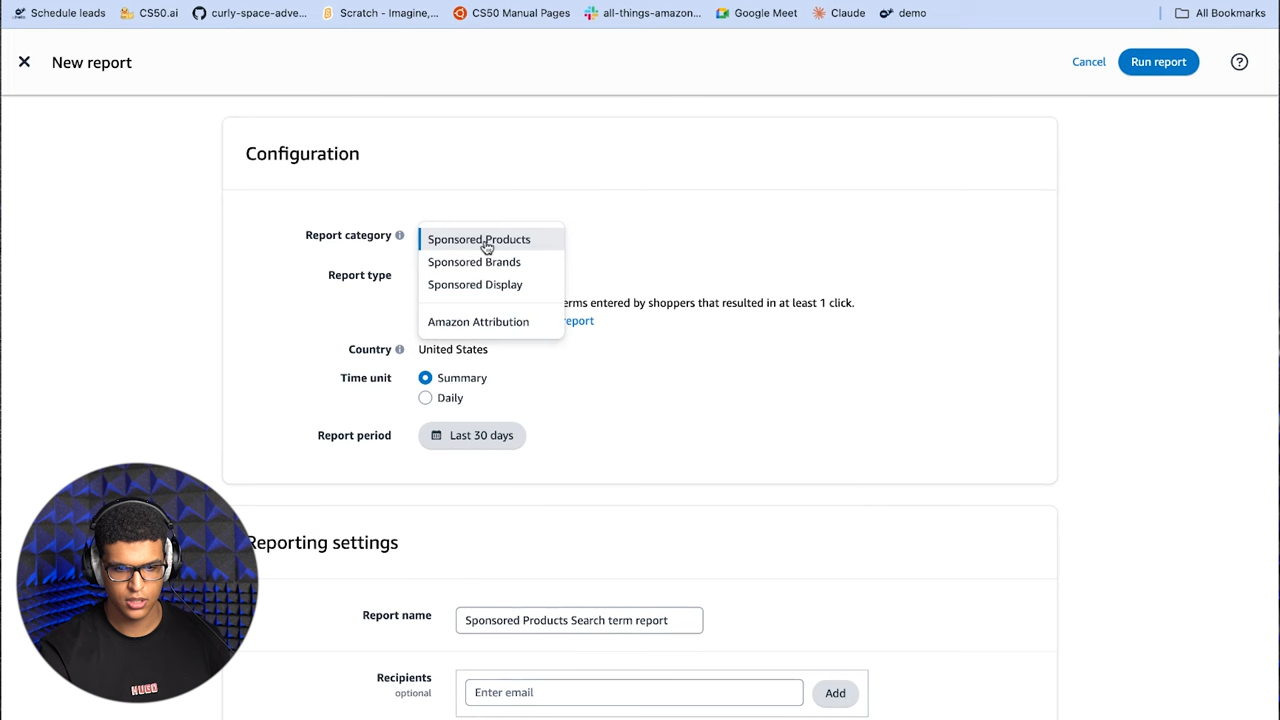 Schedule leads
CS50.ai
curly-space-adve...
Scratch - Imagine,...
CS50 Manual Pages
all-things-amazon...
Google Meet
Claude
demo
All Bookmarks
New report
Cancel
Run report
Configuration
Report category
Sponsored Products
Sponsored Brands
Sponsored Display
Amazon Attribution
Report type
erms entered by shoppers that resulted in at least 1 click.
report
Country
United States
Time unit
Summary
Daily
Report period
Last 30 days
Reporting settings
Report name
Sponsored Products Search term report
Recipients
optional
Enter email
Add
HUGO